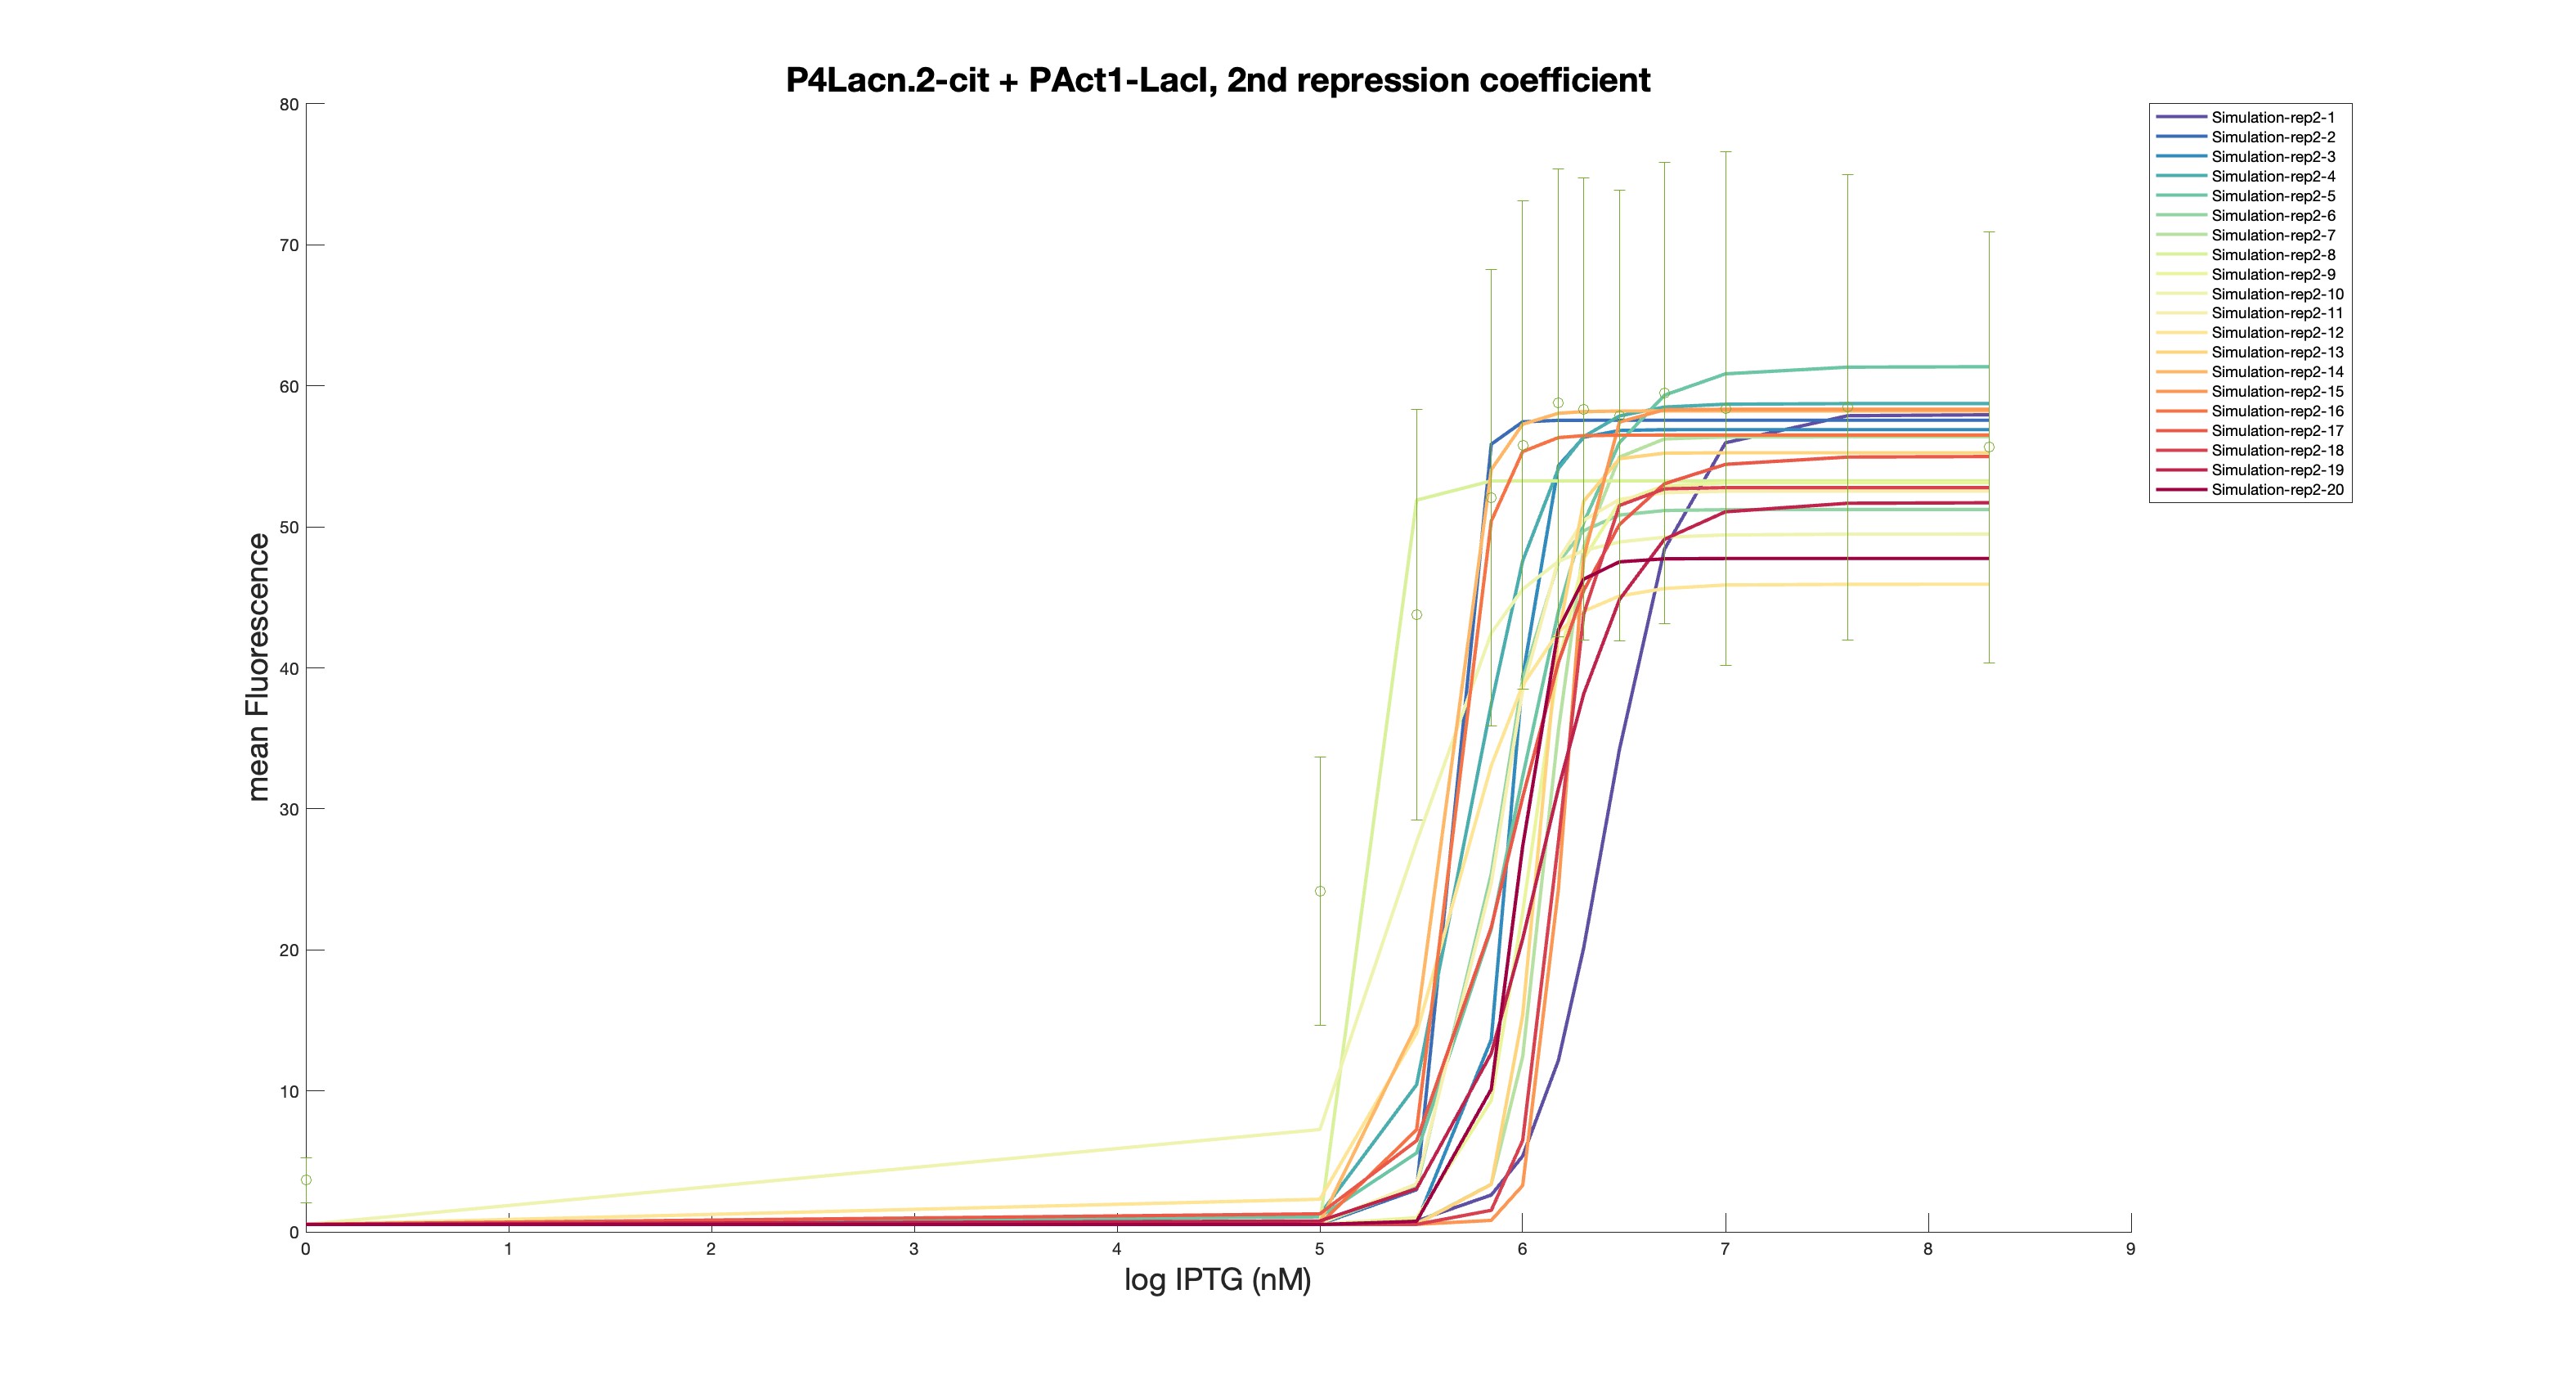 P4Lacn.2-cit + PAct1-LacI, 2nd repression coefficient
80
70
60
50
40
30
20
10
0
mean Fluorescence
0 1 2 3 4 5 6 7 8 9
log IPTG (nM)
Simulation-rep2-1
Simulation-rep2-2
Simulation-rep2-3
Simulation-rep2-4
Simulation-rep2-5
Simulation-rep2-6
Simulation-rep2-7
Simulation-rep2-8
Simulation-rep2-9
Simulation-rep2-10
Simulation-rep2-11
Simulation-rep2-12
Simulation-rep2-13
Simulation-rep2-14
Simulation-rep2-15
Simulation-rep2-16
Simulation-rep2-17
Simulation-rep2-18
Simulation-rep2-19
Simulation-rep2-20